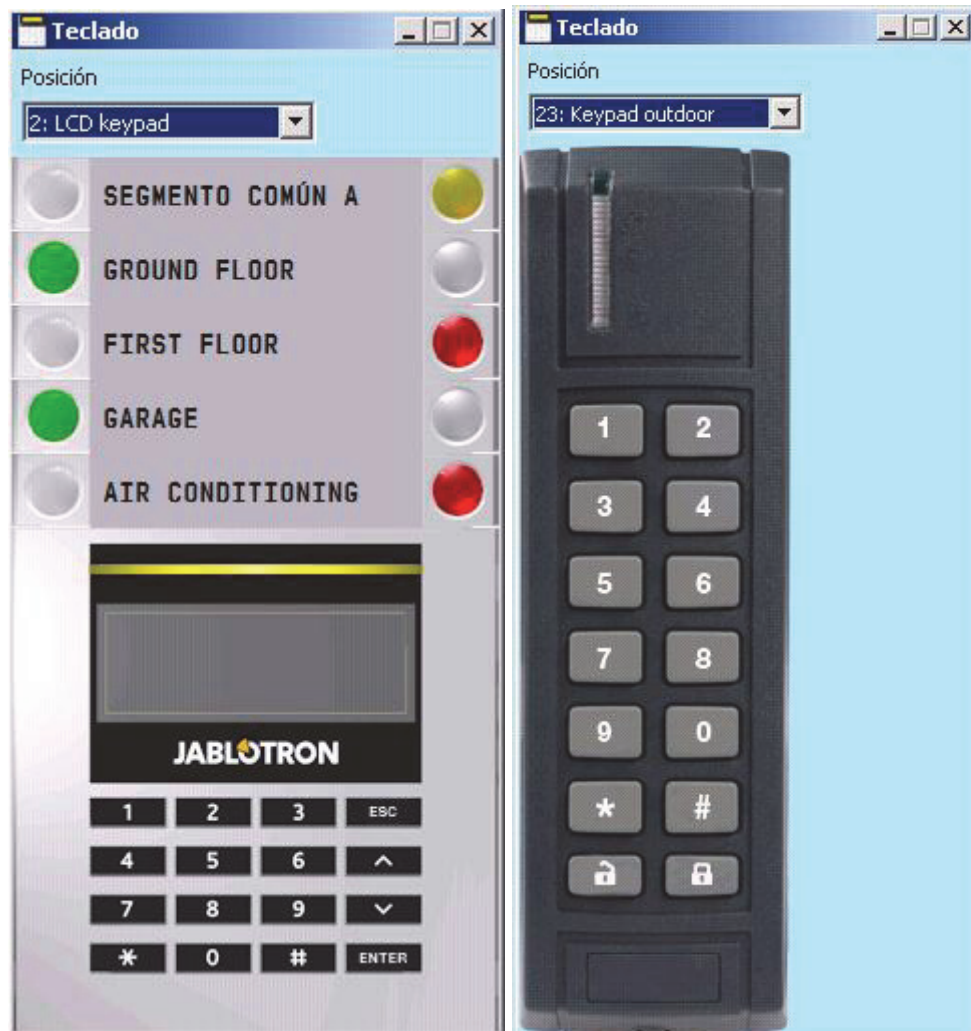 Teclado
Posición
2: LCD keypad
SEGMENTO COMÚN A
GROUND FLOOR
FIRST FLOOR
GARAGE
AIR CONDITIONING
JABLOTRON
1 2 3 ESC
4 5 6
7 8 9
* 0 # ENTER
Teclado
Posición
23: Keypad outdoor
1 2
3 4
5 6
7 8
9 0
* #